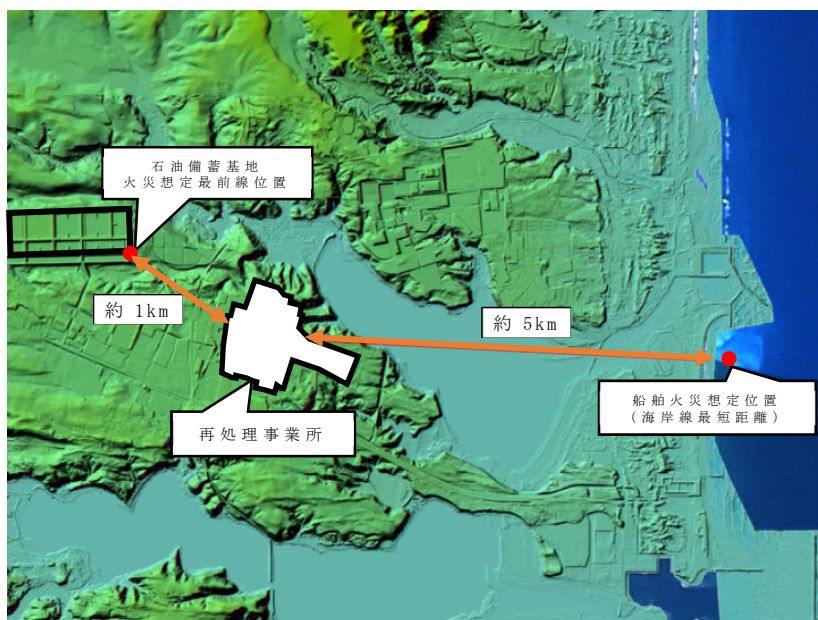 石油備蓄基地
火災想定最前線位置
約 1km
約 5km
再処理事業所
船舶火災想定位置
(海岸線最短距離)